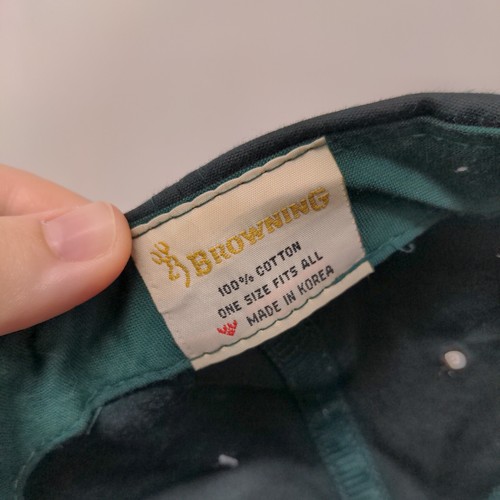 BROWNING
100% COTTON
ONE SIZE FITS ALL
MADE IN KOREA